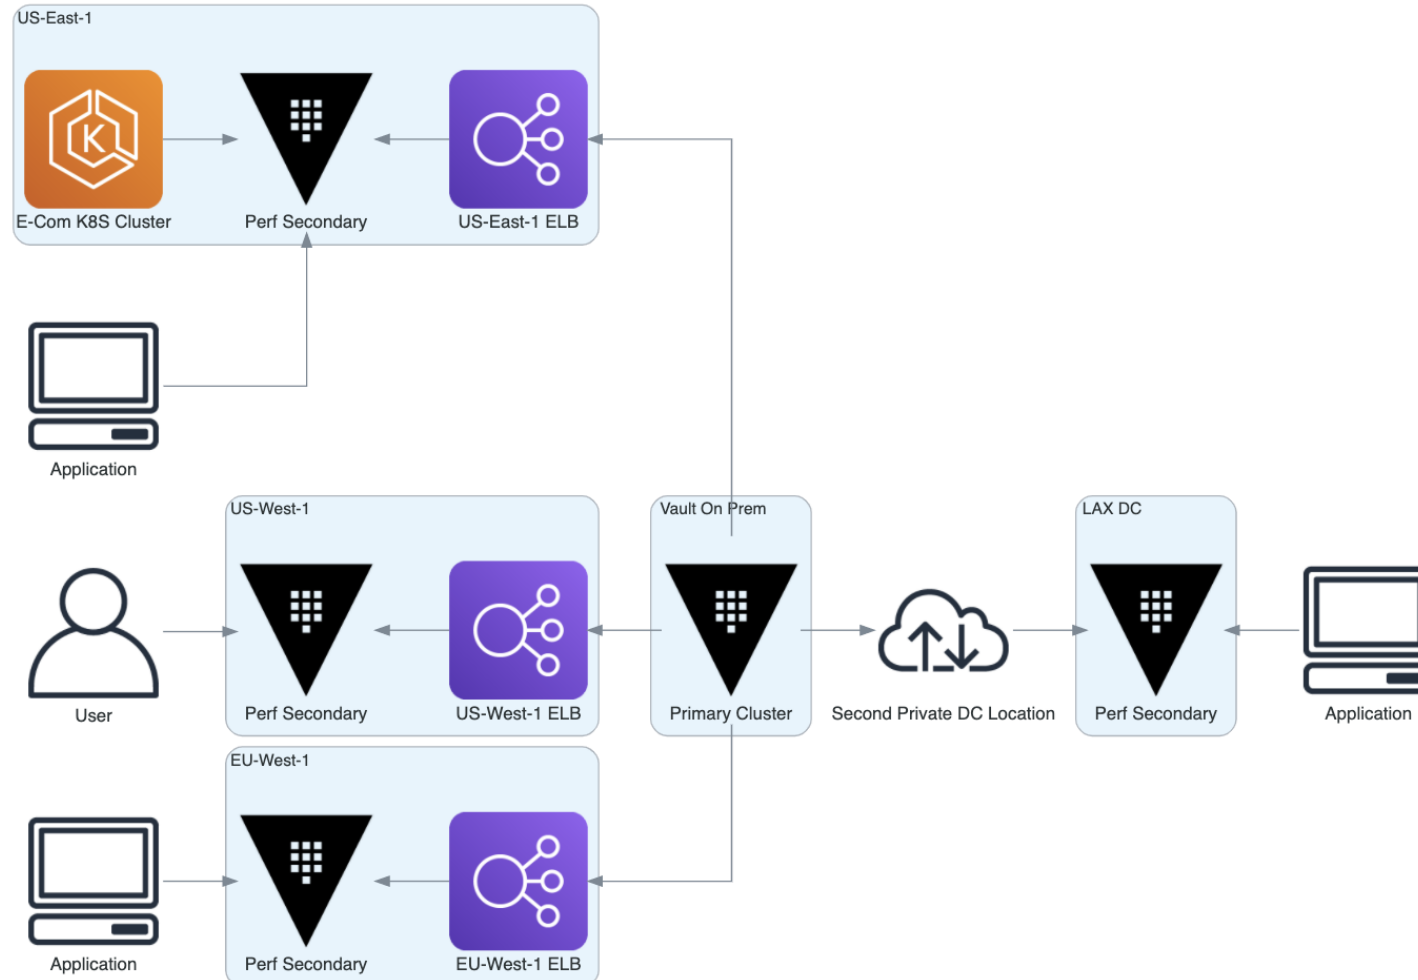 US-East-1
E-Com K8S Cluster
Perf Secondary
US-East-1 ELB
Application
US-West-1
Perf Secondary
US-West-1 ELB
User
Vault On Prem
Primary Cluster
Second Private DC Location
LAX DC
Perf Secondary
Application
EU-West-1
Perf Secondary
EU-West-1 ELB
Application
K